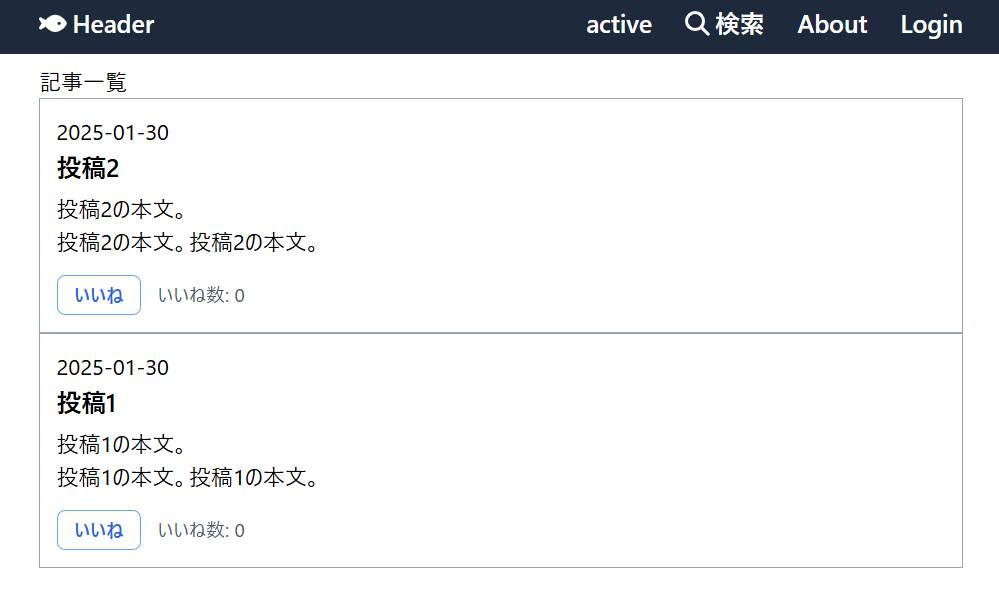 Header
active
検索
About
Login
記事一覧
2025-01-30
投稿2
投稿2の本文。
投稿2の本文。投稿2の本文。
いいね いいね数: 0
2025-01-30
投稿1
投稿1の本文。
投稿1の本文。投稿1の本文。
いいね いいね数: 0